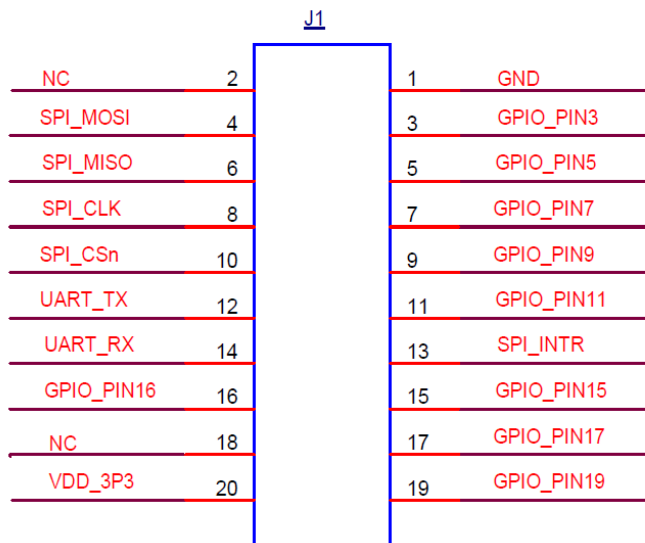 J1
NC 2 1 GND
SPI_MOSI 4 3 GPIO_PIN3
SPI_MISO 6 5 GPIO_PIN5
SPI_CLK 8 7 GPIO_PIN7
SPI_CSn 10 9 GPIO_PIN9
UART_TX 12 11 GPIO_PIN11
UART_RX 14 13 SPI_INTR
GPIO_PIN16 16 15 GPIO_PIN15
NC 18 17 GPIO_PIN17
VDD_3P3 20 19 GPIO_PIN19